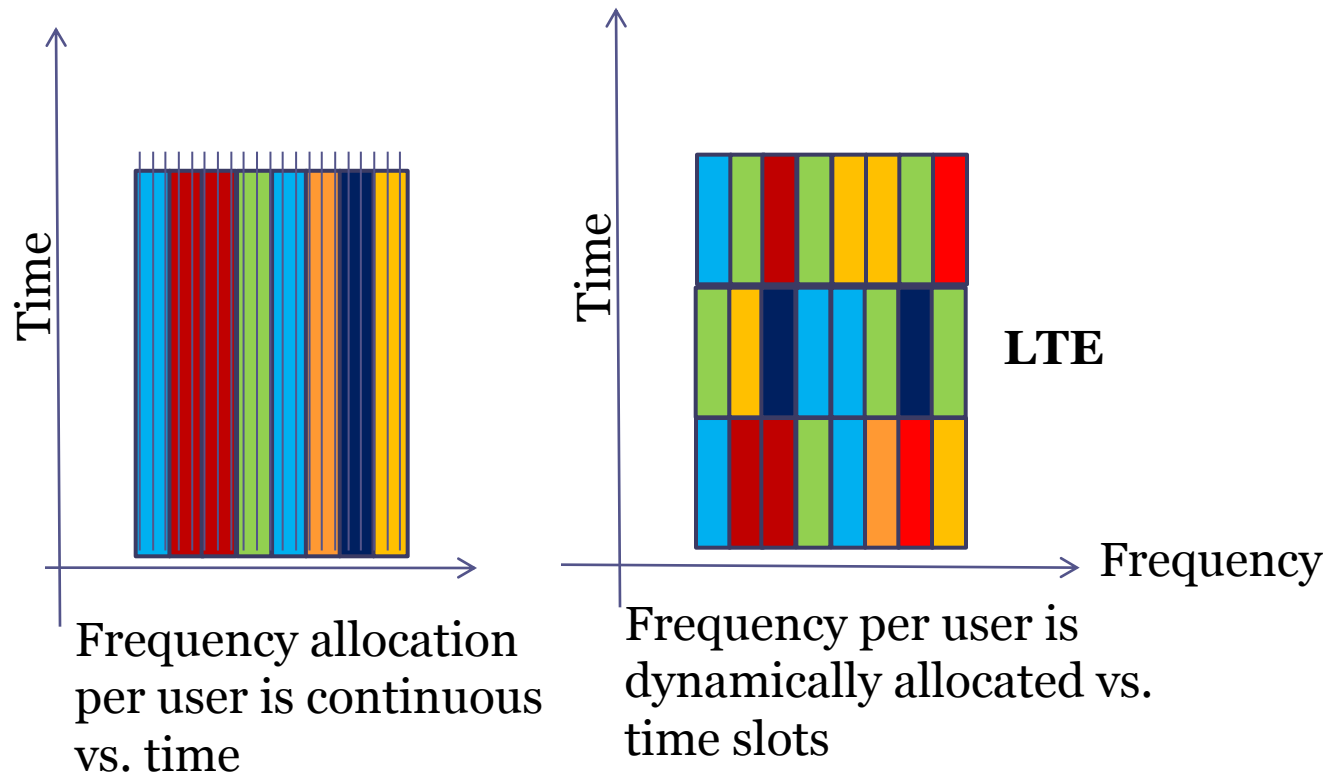 Time
Frequency allocation
per user is continuous
vs. time
Time
LTE
Frequency
Frequency per user is
dynamically allocated vs.
time slots